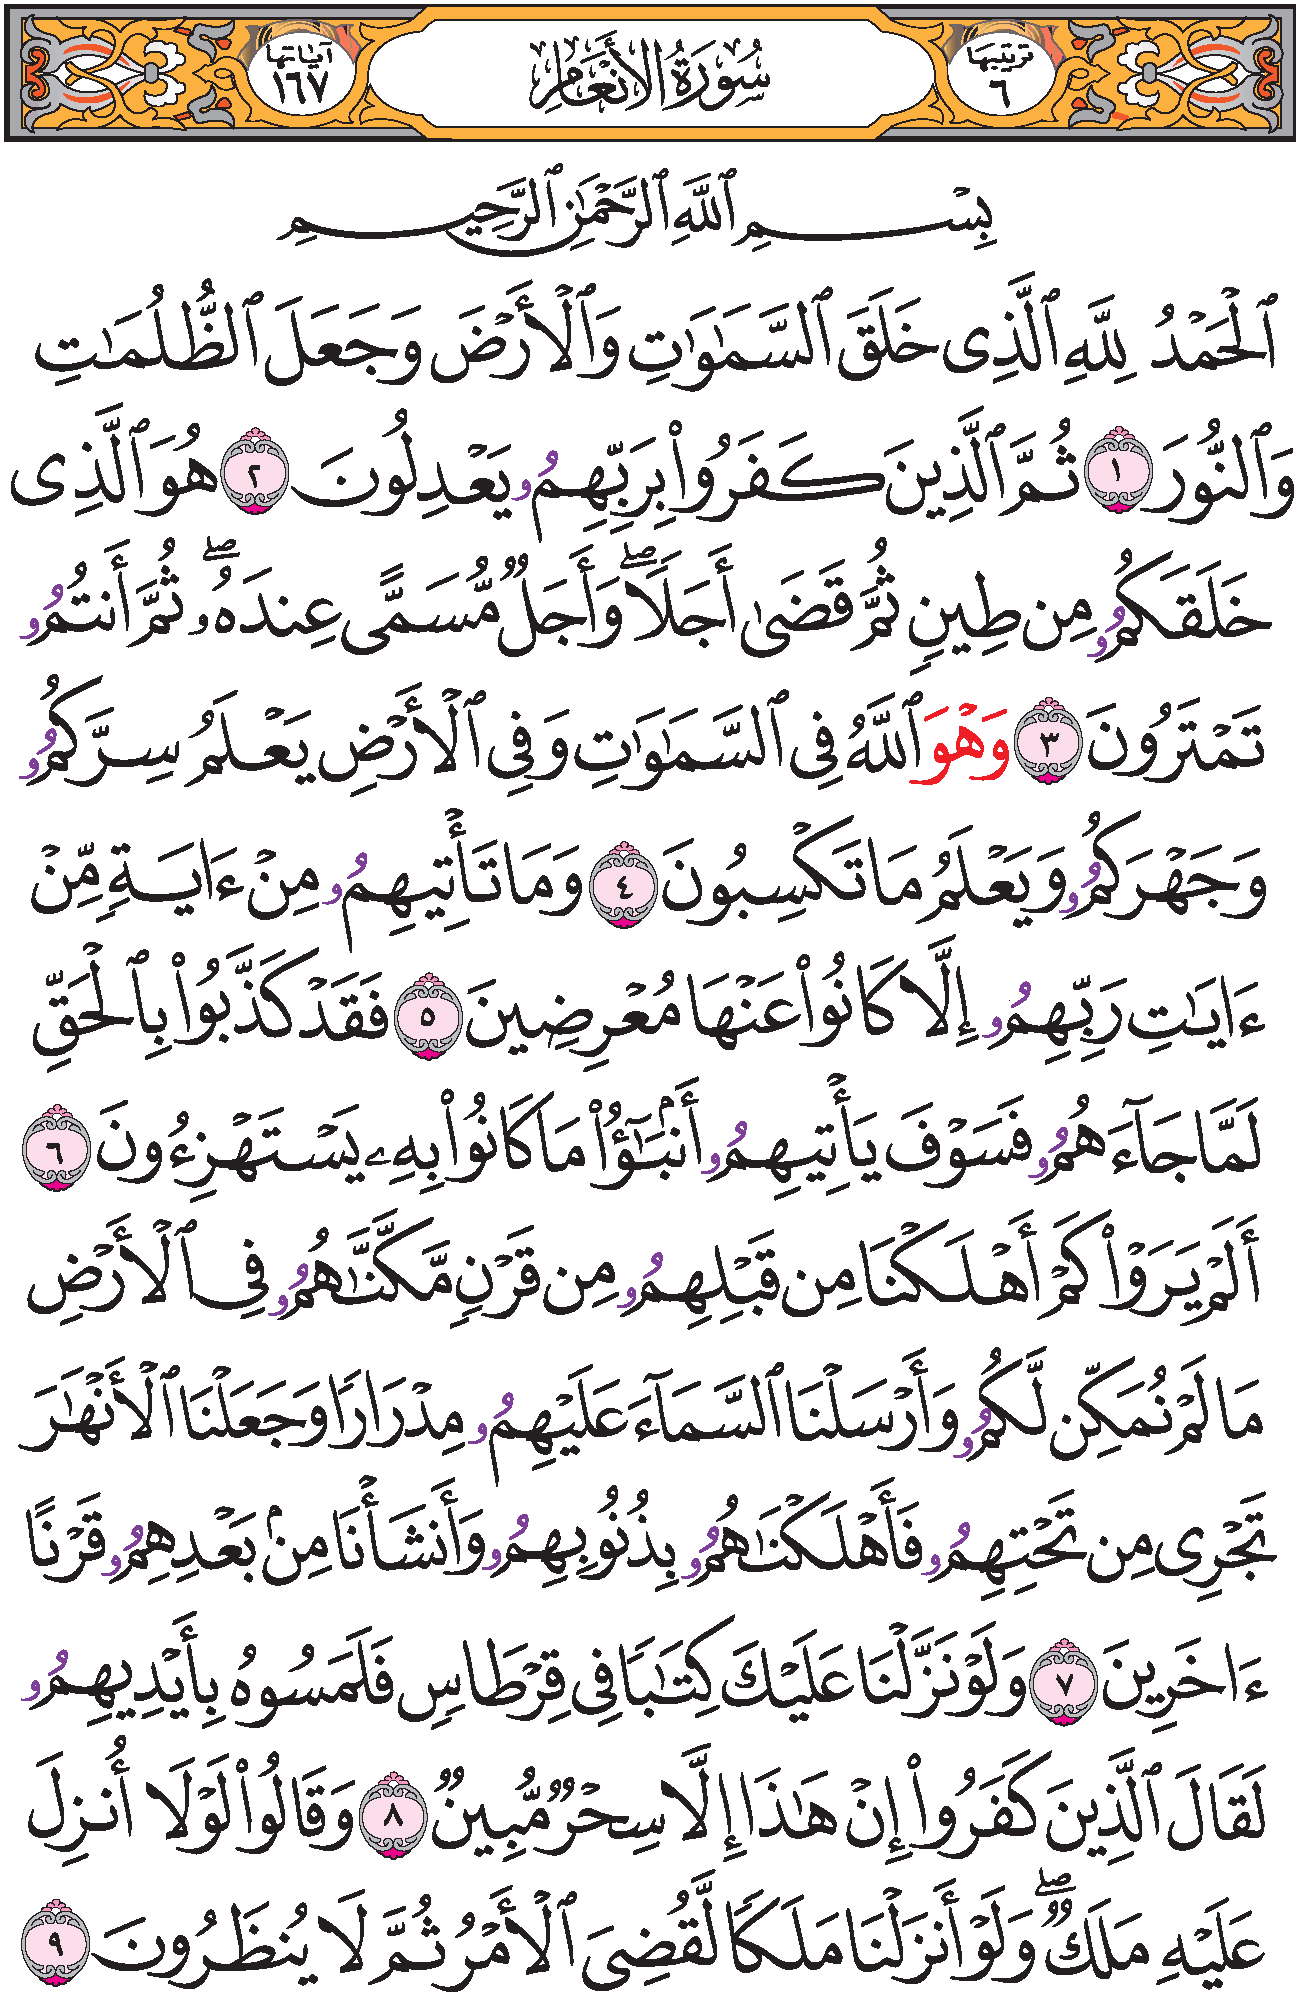 ترتيبها ٦ سُورَةُ الأَنْعَامِ آياتها ١٦٧
بِسْمِ ٱللَّهِ ٱلرَّحْمَٰنِ ٱلرَّحِيمِ
ٱلْحَمْدُ لِلَّهِ ٱلَّذِى خَلَقَ ٱلسَّمَٰوَٰتِ وَٱلْأَرْضَ وَجَعَلَ ٱلظُّلُمَٰتِ
وَٱلنُّورَ ١ ثُمَّ ٱلَّذِينَ كَفَرُوا۟ بِرَبِّهِمُۥ يَعْدِلُونَ ٢ هُوَ ٱلَّذِى
خَلَقَكُمُۥ مِن طِينٍ ثُمَّ قَضَىٰ أَجَلًا ۖ وَأَجَلٌ مُّسَمًّى عِندَهُۥ ۖ ثُمَّ أَنتُمُۥ
تَمْتَرُونَ ٣ وَهْوَ ٱللَّهُ فِى ٱلسَّمَٰوَٰتِ وَفِى ٱلْأَرْضِ يَعْلَمُ سِرَّكُمُۥ
وَجَهْرَكُمُۥ وَيَعْلَمُ مَا تَكْسِبُونَ ٤ وَمَا تَأْتِيهِمُۥ مِنْ ءَايَةٍ مِّنْ
ءَايَٰتِ رَبِّهِمُۥ إِلَّا كَانُوا۟ عَنْهَا مُعْرِضِينَ ٥ فَقَدْ كَذَّبُوا۟ بِٱلْحَقِّ
لَمَّا جَآءَهُمُۥ فَسَوْفَ يَأْتِيهِمُۥ أَنۢبَٰٓؤُا۟ مَا كَانُوا۟ بِهِۦ يَسْتَهْزِءُونَ ٦
أَلَمْ يَرَوْا۟ كَمْ أَهْلَكْنَا مِن قَبْلِهِمُۥ مِن قَرْنٍ مَّكَّنَّٰهُمُۥ فِى ٱلْأَرْضِ
مَا لَمْ نُمَكِّن لَّكُمُۥ وَأَرْسَلْنَا ٱلسَّمَآءَ عَلَيْهِمُۥ مِدْرَارًا وَجَعَلْنَا ٱلْأَنْهَٰرَ
تَجْرِى مِن تَحْتِهِمُۥ فَأَهْلَكْنَٰهُمُۥ بِذُنُوبِهِمُۥ وَأَنشَأْنَا مِنۢ بَعْدِهِمُۥ قَرْنًا
ءَاخَرِينَ ٧ وَلَوْ نَزَّلْنَا عَلَيْكَ كِتَٰبًا فِى قِرْطَاسٍ فَلَمَسُوهُ بِأَيْدِيهِمُۥ
لَقَالَ ٱلَّذِينَ كَفَرُوا۟ إِنْ هَٰذَا إِلَّا سِحْرٌ مُّبِينٌ ٨ وَقَالُوا۟ لَوْلَا أُنزِلَ
عَلَيْهِ مَلَكٌ ۖ وَلَوْ أَنزَلْنَا مَلَكًا لَّقُضِىَ ٱلْأَمْرُ ثُمَّ لَا يُنظَرُونَ ٩